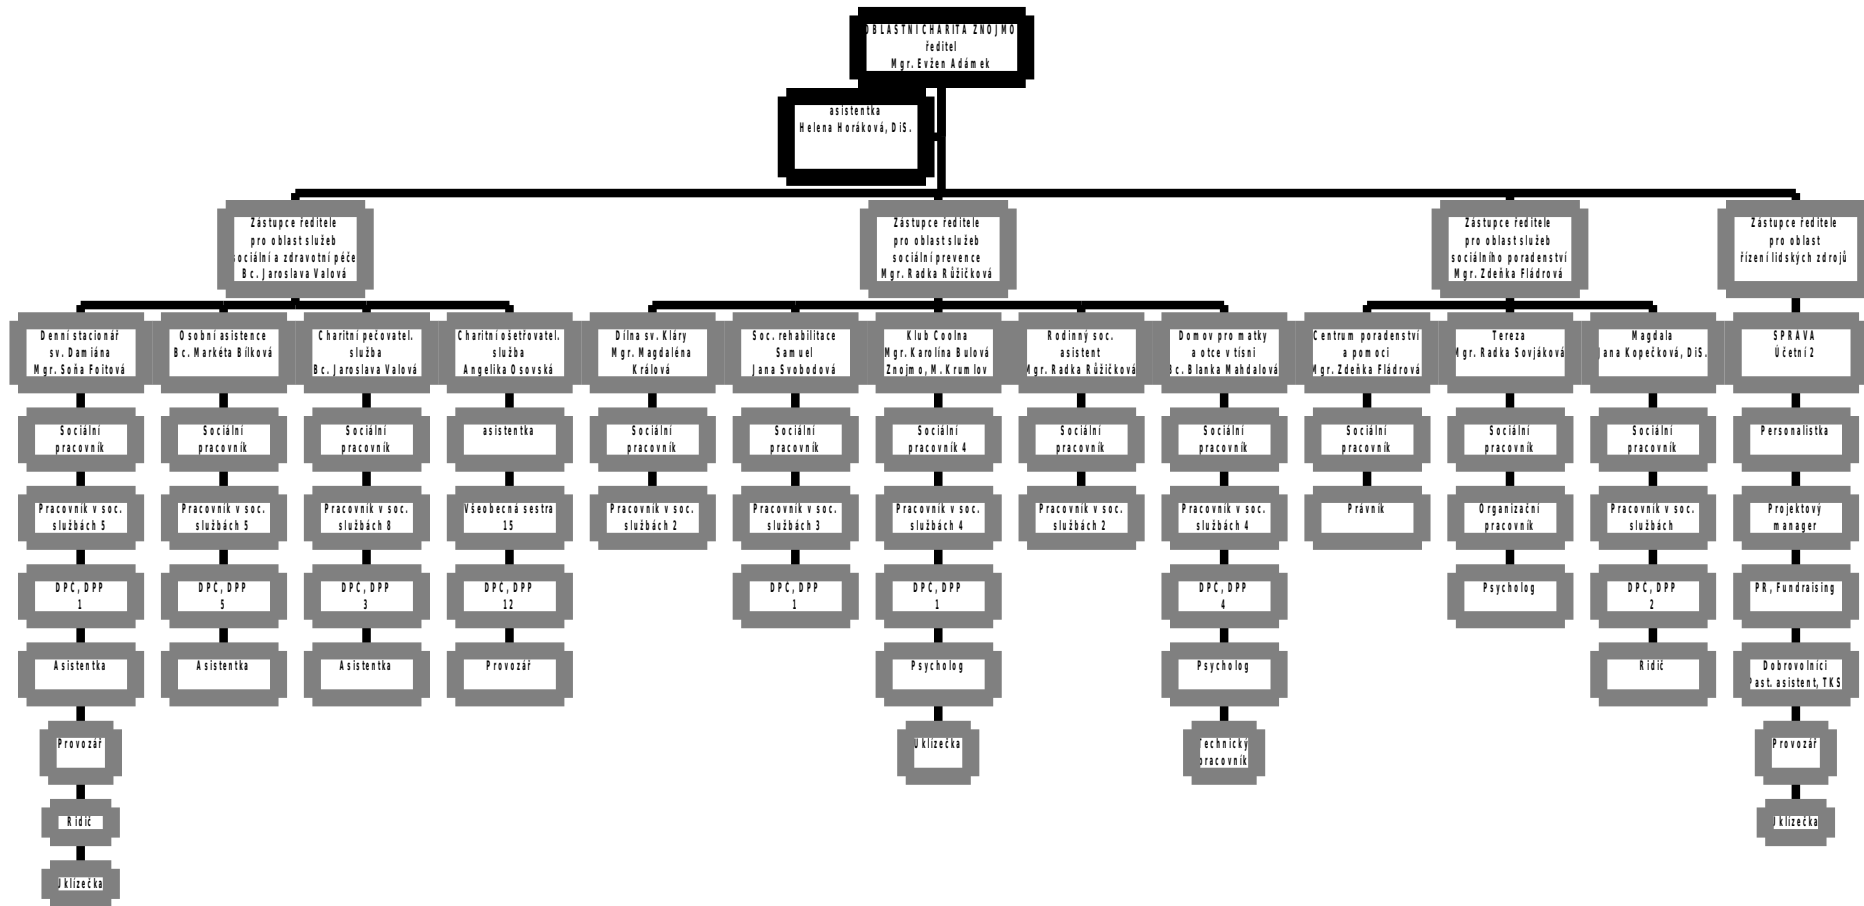 OBLASTNÍ CHARITA ZNOJMO
ředitel
Mgr. Evžen Adámek
asistentka
Helena Horáková, DiS.
Zástupce ředitele
pro oblast služeb
sociální a zdravotní péče
Bc. Jaroslava Valová
Zástupce ředitele
pro oblast služeb
sociální prevence
Mgr. Radka Růžičková
Zástupce ředitele
pro oblast služeb
sociálního poradenství
Mgr. Zdeňka Fládrová
Zástupce ředitele
pro oblast
řízení lidských zdrojů
Denní stacionář
sv. Damiána
Mgr. Soňa Foitová
Osobní asistence
Bc. Markéta Bílková
Charitní pečovatel.
služba
Bc. Jaroslava Valová
Charitní ošetřovatel.
služba
Angelika Osovská
Dílna sv. Kláry
Mgr. Magdaléna
Králová
Soc. rehabilitace
Samuel
Jana Svobodová
Klub Coolna
Mgr. Karolína Bulová
Znojmo, M. Krumlov
Rodinný soc.
asistent
Mgr. Radka Růžičková
Domov pro matky
a otce v tísni
Bc. Blanka Mahdalová
Centrum poradenství
a pomoci
Mgr. Zdeňka Fládrová
Tereza
Mgr. Radka Sovjáková
Magdala
Jana Kopečková, DiS.
SPRÁVA
Účetní 2
Sociální
pracovník
Sociální
pracovník
Sociální
pracovník
asistentka
Sociální
pracovník
Sociální
pracovník
Sociální
pracovník 4
Sociální
pracovník
Sociální
pracovník
Sociální
pracovník
Sociální
pracovník
Sociální
pracovník
Personalistka
Pracovník v soc.
službách 5
Pracovník v soc.
službách 5
Pracovník v soc.
službách 8
Všeobecná sestra
15
Pracovník v soc.
službách 2
Pracovník v soc.
službách 3
Pracovník v soc.
službách 4
Pracovník v soc.
službách 2
Pracovník v soc.
službách 4
Právník
Organizační
pracovník
Pracovník v soc.
službách
Projektový
manager
DPČ, DPP
1
DPČ, DPP
5
DPČ, DPP
3
DPČ, DPP
12
DPČ, DPP
1
DPČ, DPP
1
DPČ, DPP
4
Psycholog
DPČ, DPP
2
PR, Fundraising
Asistentka
Asistentka
Asistentka
Provozář
Psycholog
Psycholog
Řidič
Dobrovolníci
Past. asistent, TKS
Provozář
Uklízečka
Technický
pracovník
Provozář
Řidič
Uklízečka
Uklízečka